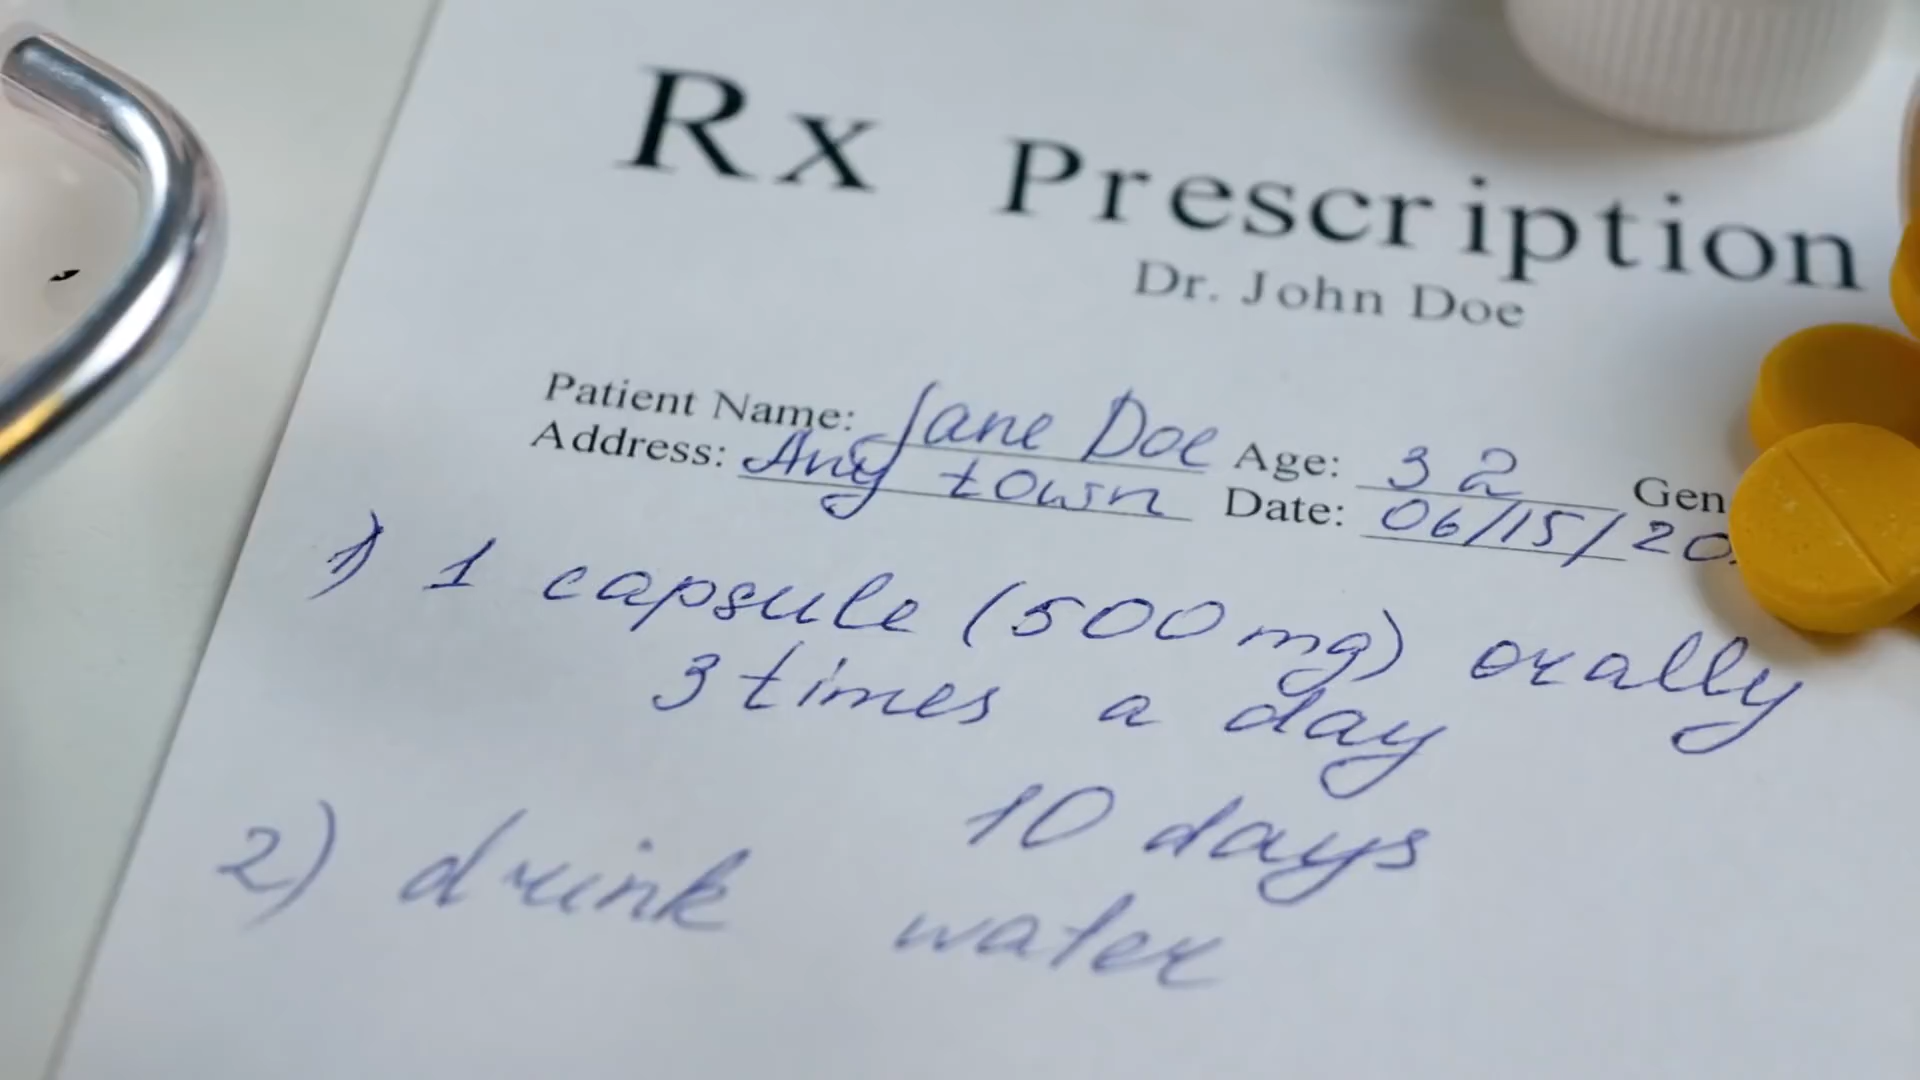 Rx Prescription
Dr. John Doe
Patient Name: Jane Doe Age: 32 Gen
Address: Any town Date: 06/15/20
1) 1 capsule (500mg) orally
3 times a day
10 days
2) drink water